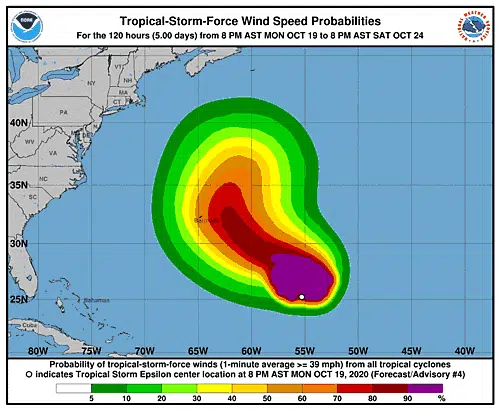 Tropical-Storm-Force Wind Speed Probabilities
For the 120 hours (5.00 days) from 8 PM AST MON OCT 19 to 8 PM AST SAT OCT 24
NOAA
VT
NH
NY
MA
CT
40N
PA
WV
VA
35N
NC
SC
Bermuda
30N
25N
Bahamas
Cuba
80W 75W 70W 65W 60W 55W 50W 45W 40W
Probability of tropical-storm-force winds (1-minute average >= 39 mph) from all tropical cyclones
O indicates Tropical Storm Epsilon center location at 8 PM AST MON OCT 19, 2020 (Forecast/Advisory #4)
5 10 20 30 40 50 60 70 80 90 %